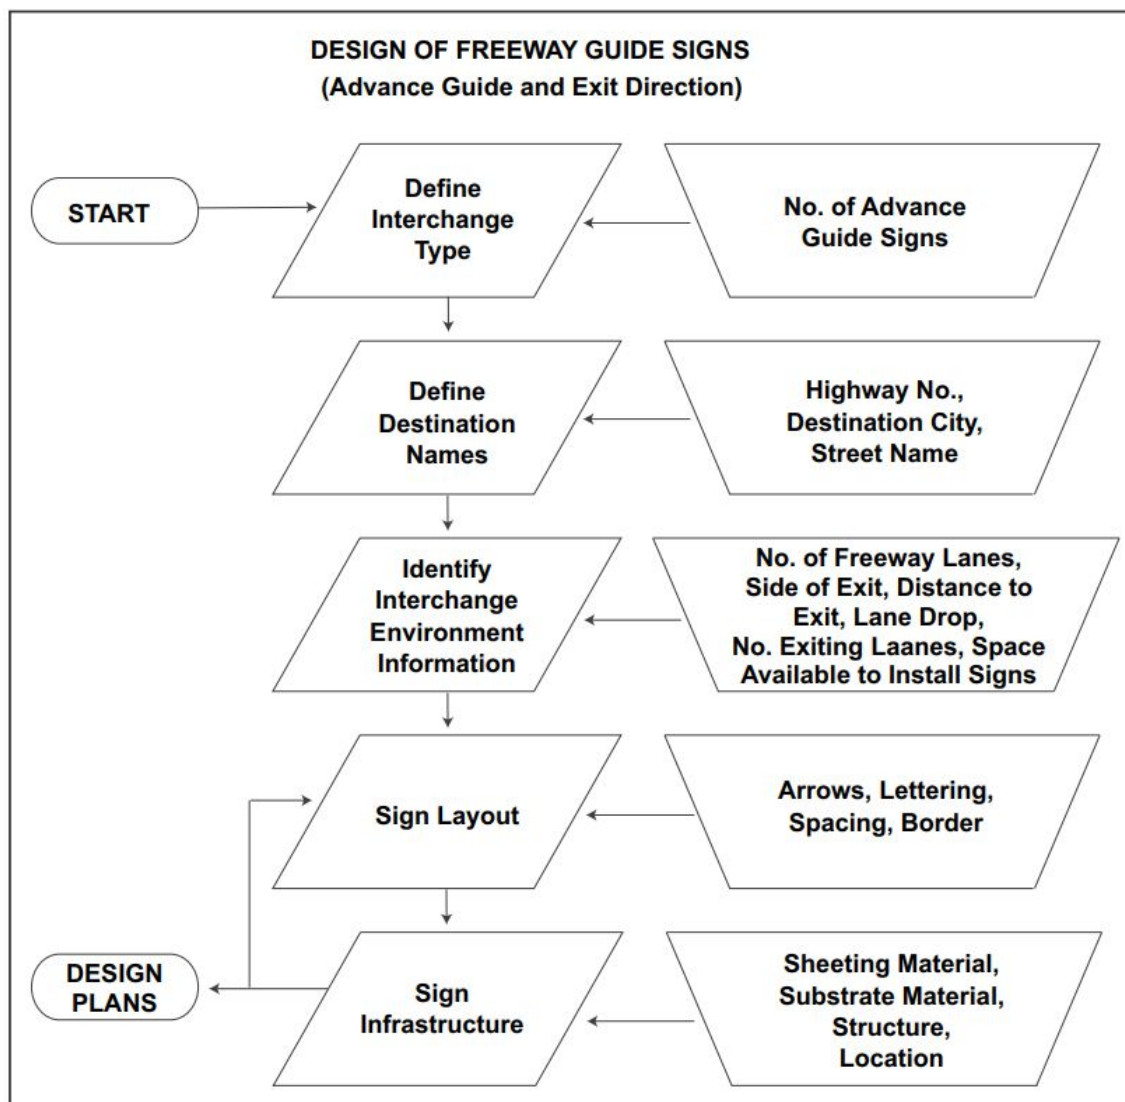 DESIGN OF FREEWAY GUIDE SIGNS
(Advance Guide and Exit Direction)
START
Define
Interchange
Type
No. of Advance
Guide Signs
Define
Destination
Names
Highway No.,
Destination City,
Street Name
Identify
Interchange
Environment
Information
No. of Freeway Lanes,
Side of Exit, Distance to
Exit, Lane Drop,
No. Exiting Laanes, Space
Available to Install Signs
Sign Layout
Arrows, Lettering,
Spacing, Border
DESIGN
PLANS
Sign
Infrastructure
Sheeting Material,
Substrate Material,
Structure,
Location